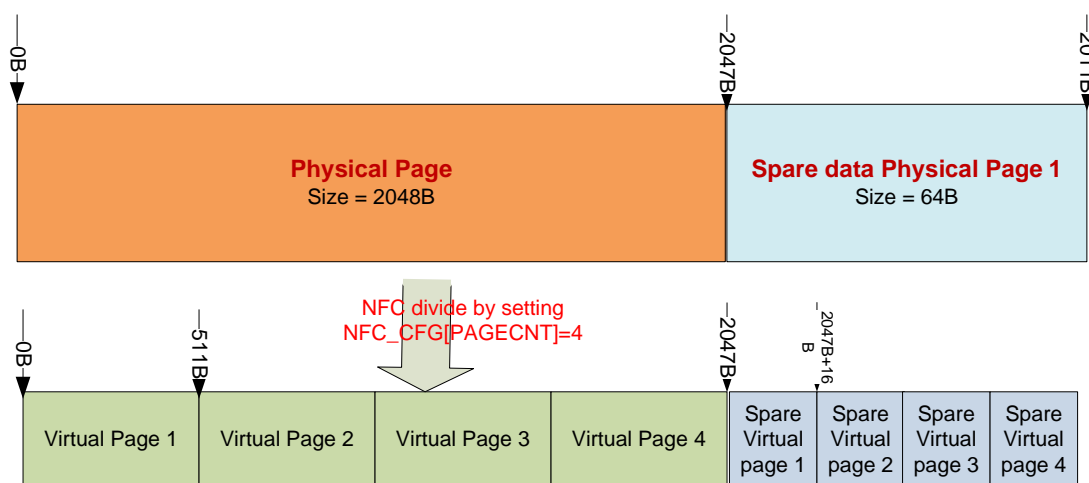 0B
2047B
Physical Page
Size = 2048B
Spare data Physical Page 1
Size = 64B
NFC divide by setting
NFC_CFG[PAGECNT]=4
0B
511B
2047B
2047B+16
B
Virtual Page 1
Virtual Page 2
Virtual Page 3
Virtual Page 4
Spare
Virtual
page 1
Spare
Virtual
page 2
Spare
Virtual
page 3
Spare
Virtual
page 4